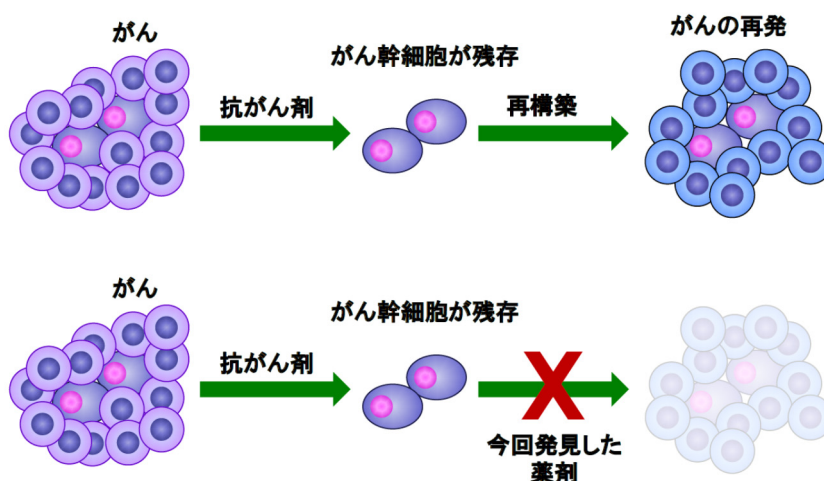 がん
抗がん剤
がん幹細胞が残存
再構築
がんの再発
がん
抗がん剤
がん幹細胞が残存
今回発見した
薬剤